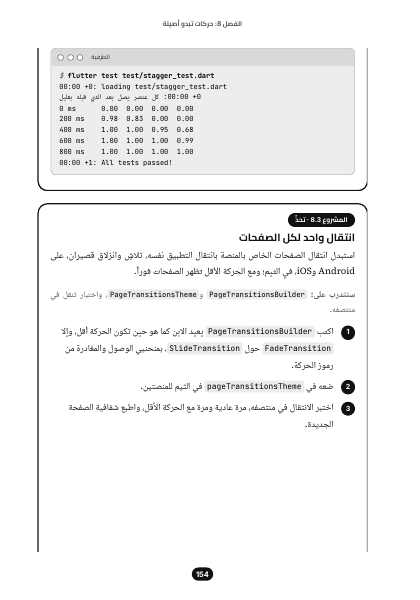 الفصل 8: حركات تبدو أصيلة
الطرفية
$ flutter test test/stagger_test.dart
00:00 +0: loading test/stagger_test.dart
00:00 +0: كل عنصر يصل بعد الذي قبله بقليل
0 ms 0.00 0.00 0.00 0.00
200 ms 0.98 0.83 0.00 0.00
400 ms 1.00 1.00 0.95 0.68
600 ms 1.00 1.00 1.00 0.99
800 ms 1.00 1.00 1.00 1.00
00:00 +1: All tests passed!
المشروع 8.3 · تحدٍّ
انتقال واحد لكل الصفحات
استبدل انتقال الصفحات الخاص بالمنصة بانتقال التطبيق نفسه، تلاشٍ وانزلاق قصيران، على
Android وiOS، في الثيم؛ ومع الحركة الأقل تظهر الصفحات فوراً.
ستتدرب على: PageTransitionsBuilder وPageTransitionsTheme، واختبار تنقل في
منتصفه.
1 اكتب PageTransitionsBuilder يعيد الابن كما هو حين تكون الحركة أقل، وإلا
FadeTransition حول SlideTransition، بمنحنيي الوصول والمغادرة من
رموز الحركة.
2 ضعه في pageTransitionsTheme في الثيم للمنصتين.
3 اختبر الانتقال في منتصفه، مرة عادية ومرة مع الحركة الأقل، واطبع شفافية الصفحة
الجديدة.
154